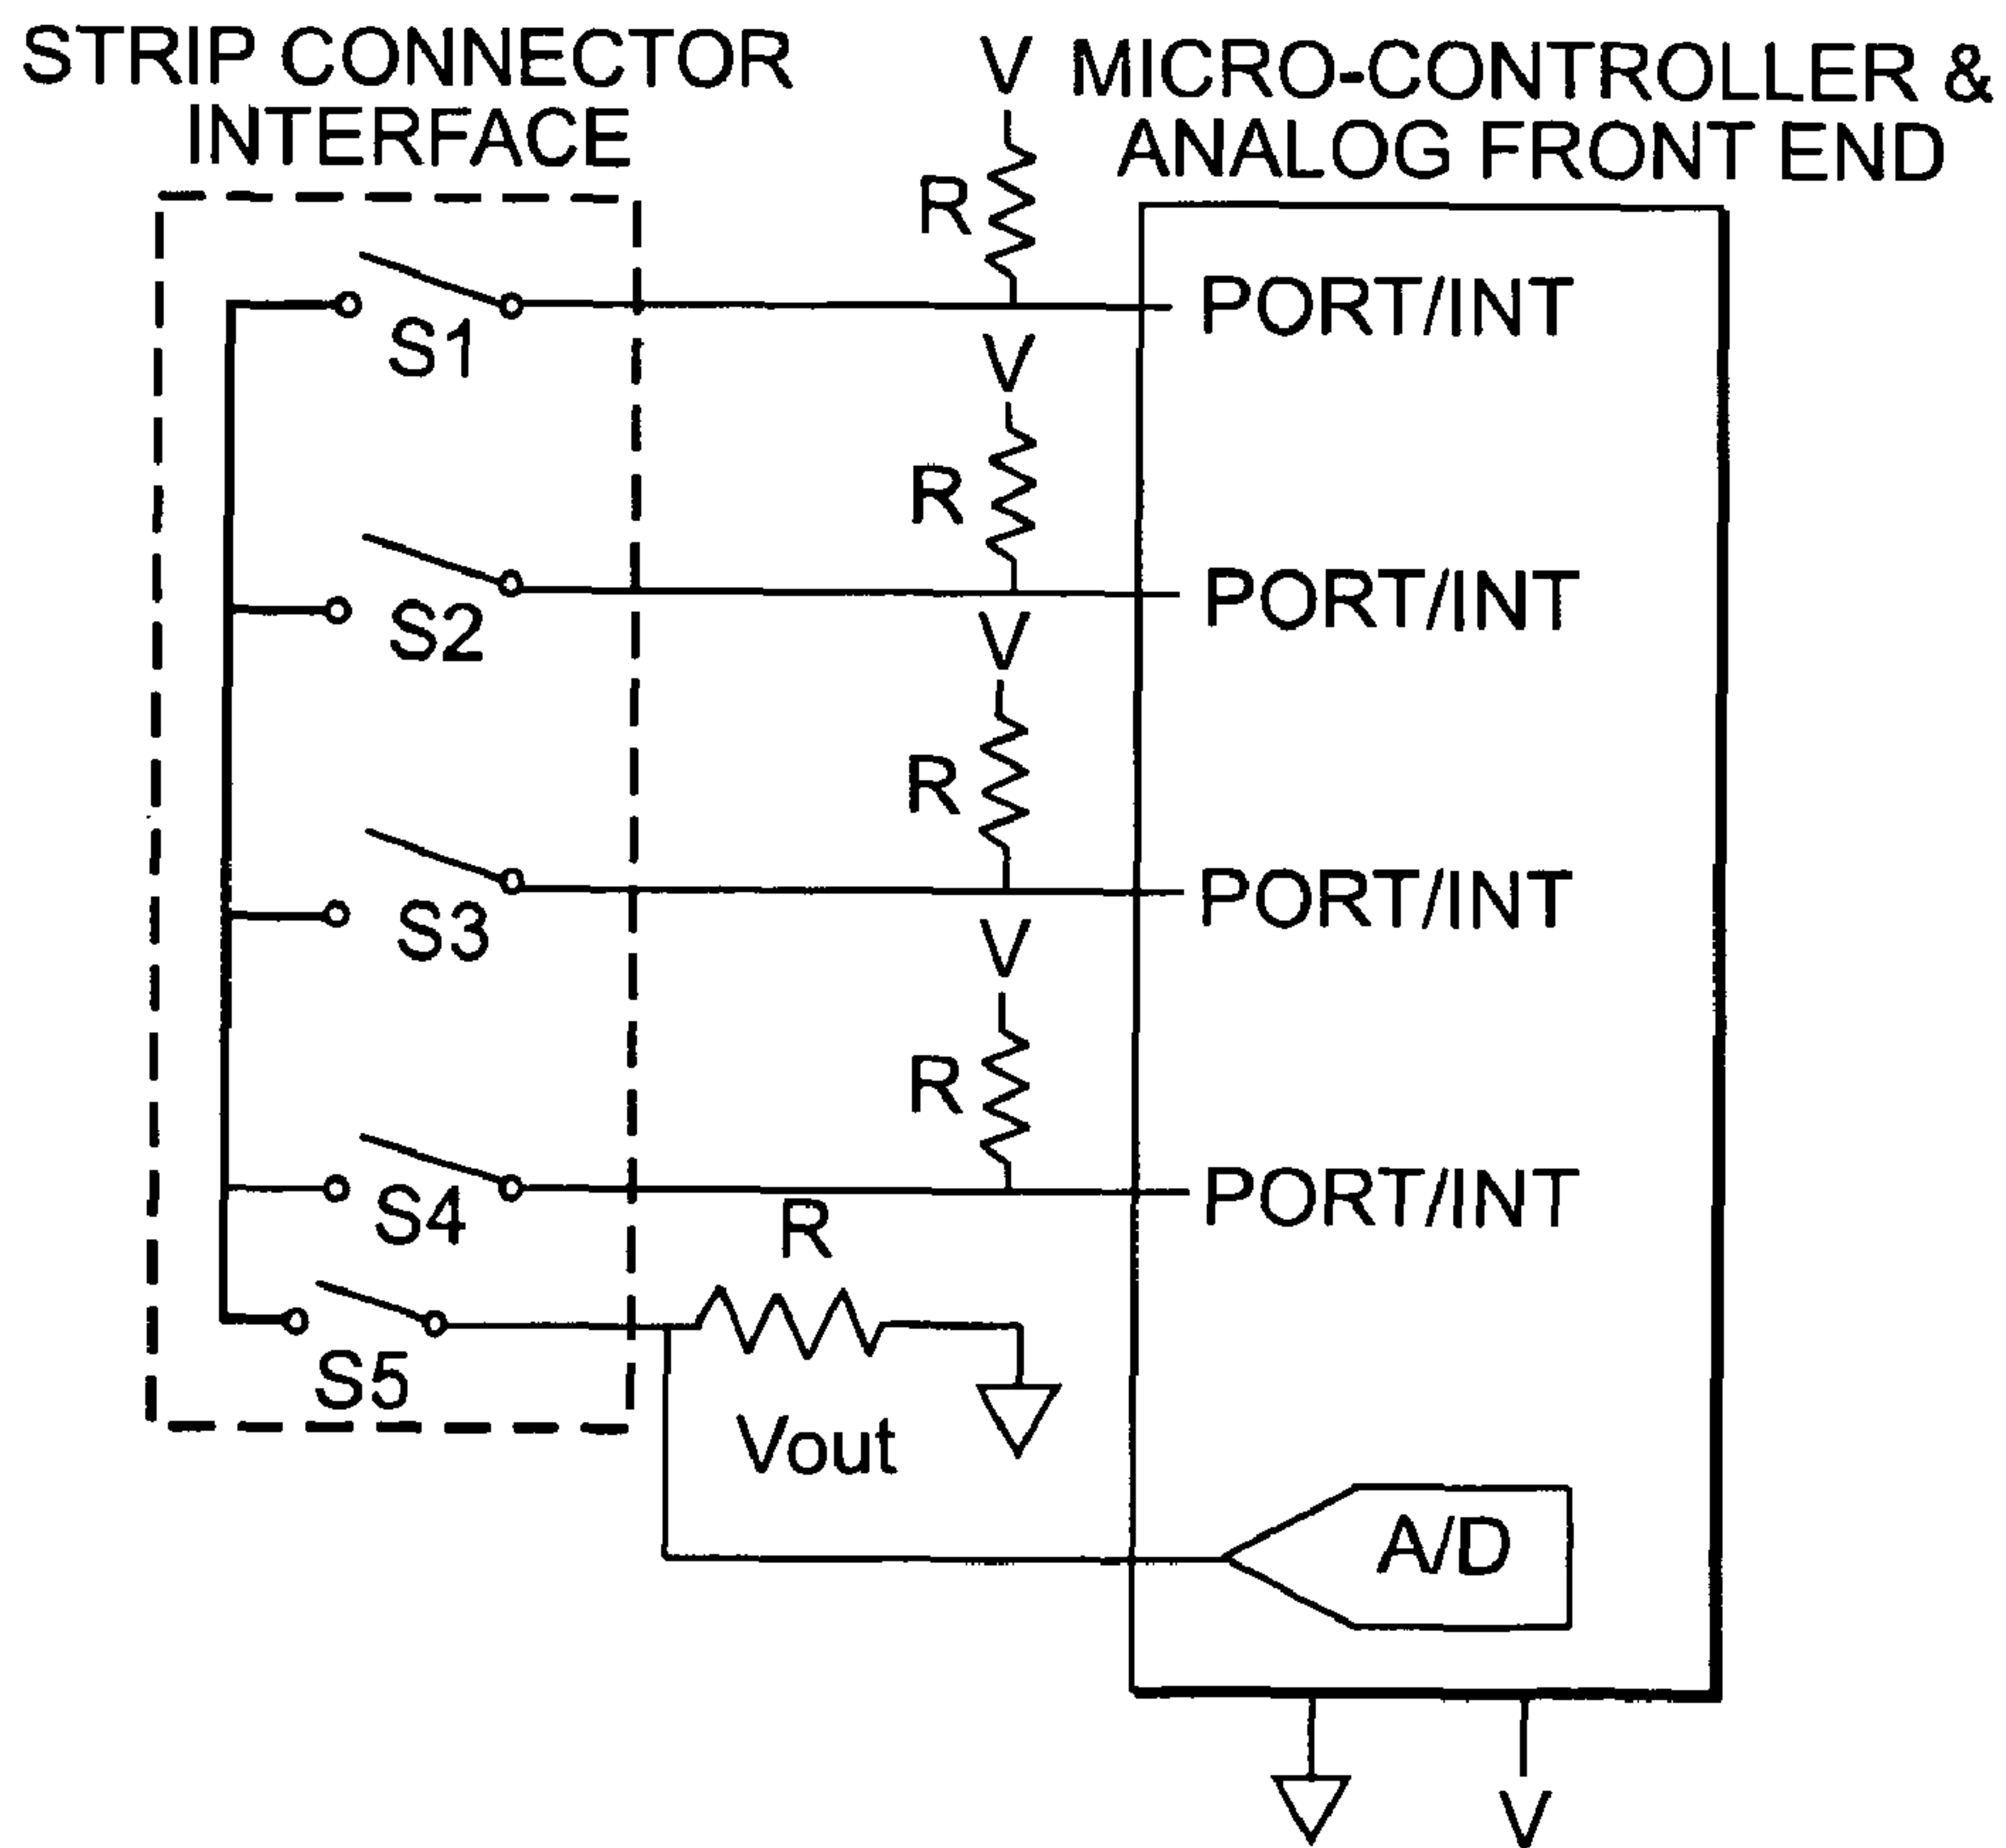 STRIP CONNECTOR
INTERFACE
V
MICRO-CONTROLLER &
ANALOG FRONT END
R
PORT/INT
S1
V
R
PORT/INT
S2
V
R
PORT/INT
S3
V
R
PORT/INT
S4
R
S5
Vout
A/D
V